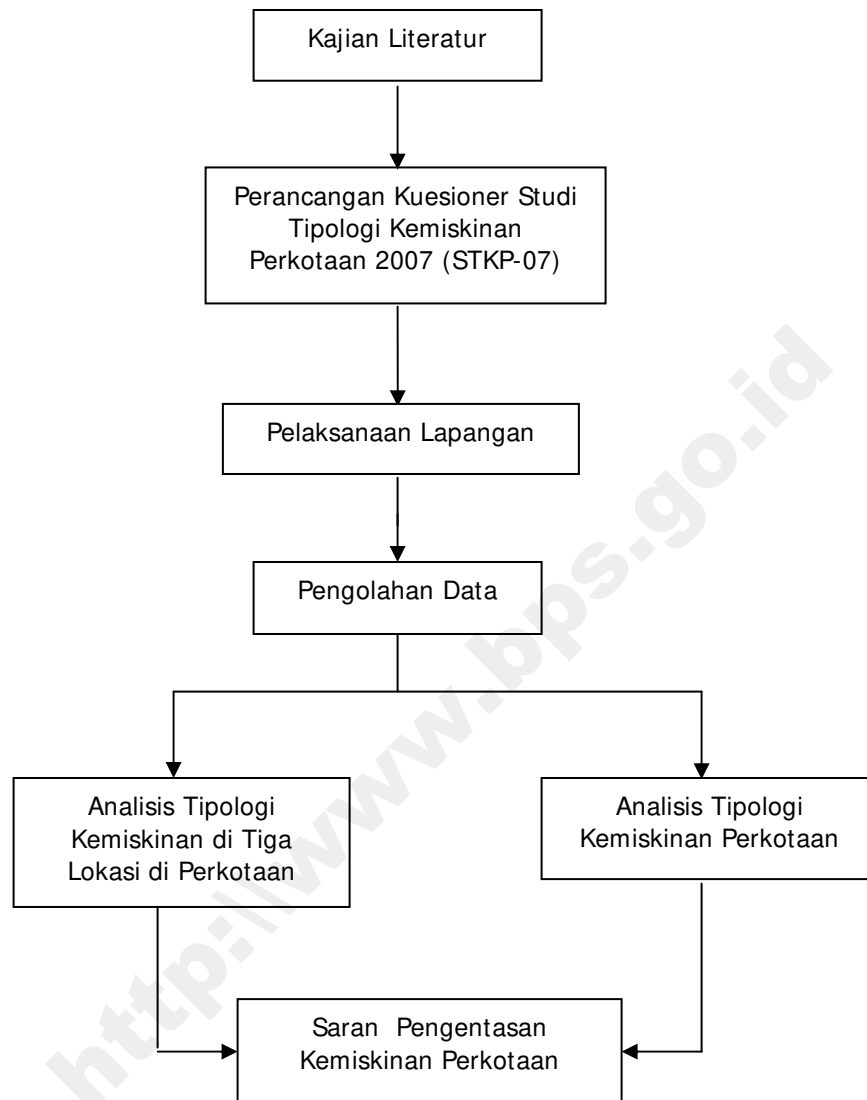 Kajian Literatur
Perancangan Kuesioner Studi
Tipologi Kemiskinan
Perkotaan 2007 (STKP-07)
Pelaksanaan Lapangan
Pengolahan Data
Analisis Tipologi
Kemiskinan di Tiga
Lokasi di Perkotaan
Analisis Tipologi
Kemiskinan Perkotaan
Saran Pengentasan
Kemiskinan Perkotaan
http:\\www.bps.go.id